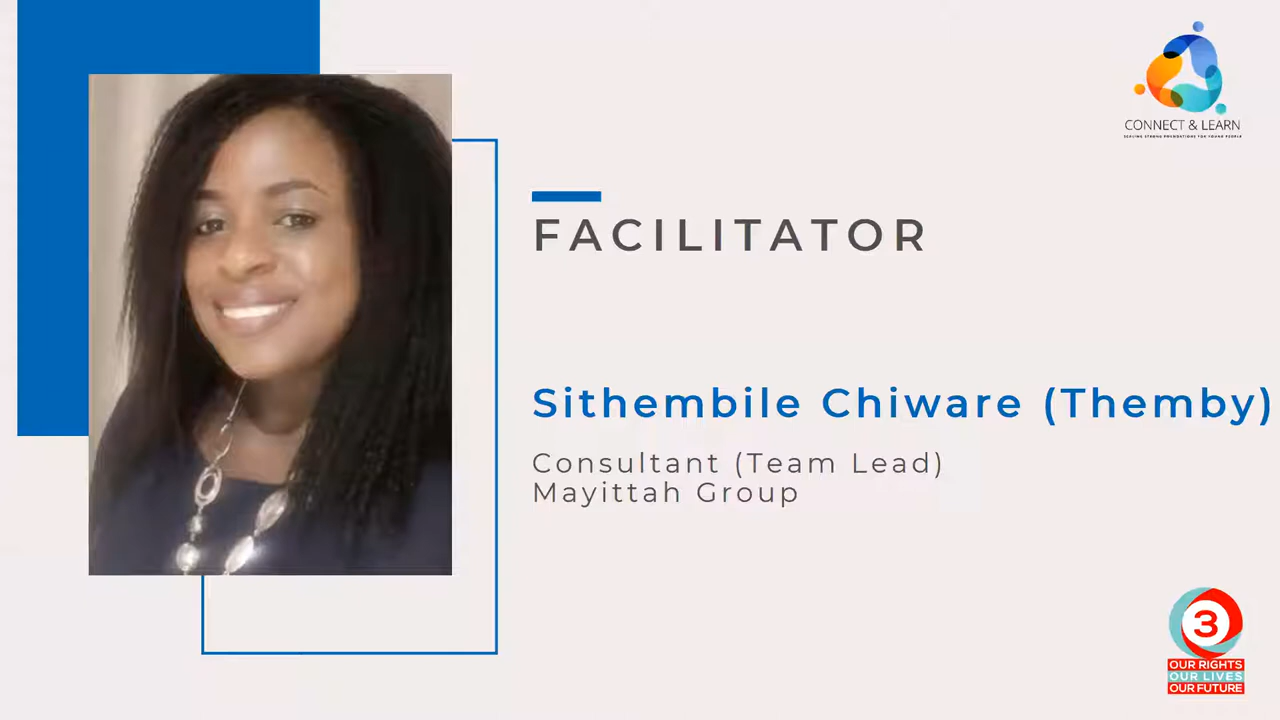 CONNECT & LEARN
FACILITATOR
Sithembile Chiware (Themby)
Consultant (Team Lead)
Mayittah Group
3
OUR RIGHTS
OUR LIVES
OUR FUTURE